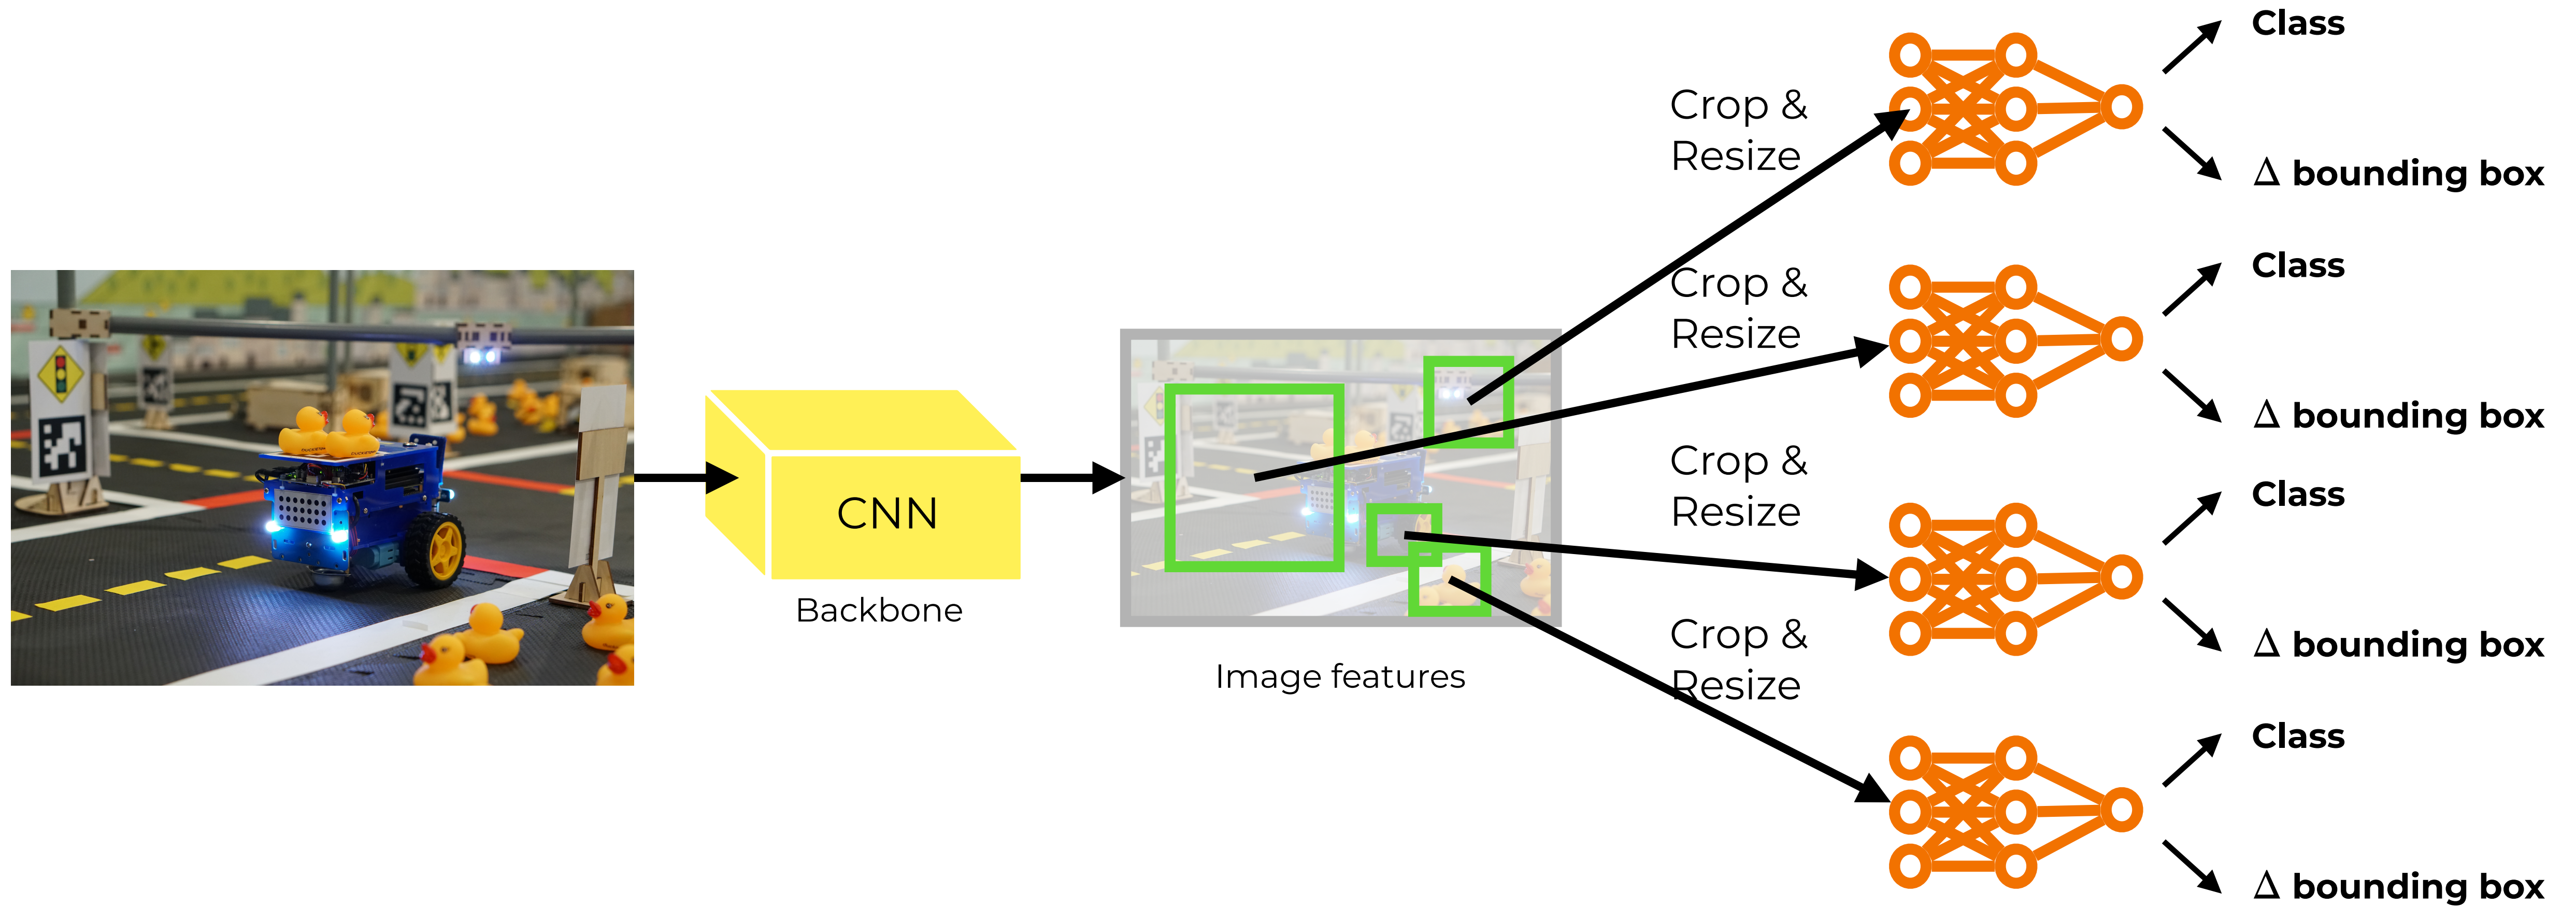 CNN
Backbone
Image features
Crop &
Resize
Crop &
Resize
Crop &
Resize
Crop &
Resize
Class
Δ bounding box
Class
Δ bounding box
Class
Δ bounding box
Class
Δ bounding box